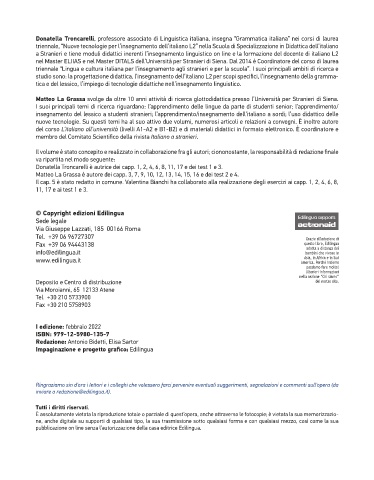 Donatella Troncarelli, professore associato di Linguistica italiana, insegna "Grammatica italiana" nei corsi di laurea
triennale, "Nuove tecnologie per l'insegnamento dell'italiano L2" nella Scuola di Specializzazione in Didattica dell'italiano
a Stranieri e tiene moduli didattici inerenti l'insegnamento linguistico on line e la formazione del docente di italiano L2
nel Master ELIIAS e nel Master DITALS dell'Università per Stranieri di Siena. Dal 2014 è Coordinatore del corso di laurea
triennale "Lingua e cultura italiana per l'insegnamento agli stranieri e per la scuola". I suoi principali ambiti di ricerca e
studio sono: la progettazione didattica, l'insegnamento dell'italiano L2 per scopi specifici, l'insegnamento della gramma-
tica e del lessico, l'impiego di tecnologie didattiche nell'insegnamento linguistico.
Matteo La Grassa svolge da oltre 10 anni attività di ricerca glottodidattica presso l'Università per Stranieri di Siena.
I suoi principali temi di ricerca riguardano: l'apprendimento delle lingue da parte di studenti senior; l'apprendimento/
insegnamento del lessico a studenti stranieri; l'apprendimento/insegnamento dell'italiano a sordi; l'uso didattico delle
nuove tecnologie. Su questi temi ha al suo attivo due volumi, numerosi articoli e relazioni a convegni. È inoltre autore
del corso L'italiano all'università (livelli A1-A2 e B1-B2) e di materiali didattici in formato elettronico. È coordinatore e
membro del Comitato Scientifico della rivista Italiano a stranieri.
Il volume è stato concepito e realizzato in collaborazione fra gli autori; ciononostante, la responsabilità di redazione finale
va ripartita nel modo seguente:
Donatella Troncarelli è autrice dei capp. 1, 2, 4, 6, 8, 11, 17 e dei test 1 e 3.
Matteo La Grassa è autore dei capp. 3, 7, 9, 10, 12, 13, 14, 15, 16 e dei test 2 e 4.
Il cap. 5 è stato redatto in comune. Valentina Bianchi ha collaborato alla realizzazione degli esercizi ai capp. 1, 2, 4, 6, 8,
11, 17 e ai test 1 e 3.
© Copyright edizioni Edilingua
Sede legale
Via Giuseppe Lazzati, 185 00166 Roma
Tel. +39 06 96727307
Fax +39 06 94443138
info@edilingua.it
www.edilingua.it
Edilingua supporta
actionaid
Deposito e Centro di distribuzione
Via Moroianni, 65 12133 Atene
Tel. +30 210 5733900
Fax +30 210 5758903
I edizione: febbraio 2022
ISBN: 979-12-5980-135-7
Redazione: Antonio Bidetti, Elisa Sartor
Impaginazione e progetto grafico: Edilingua
Ringraziamo sin d'ora i lettori e i colleghi che volessero farci pervenire eventuali suggerimenti, segnalazioni e commenti sull'opera (da
inviare a redazione@edilingua.it).
Tutti i diritti riservati.
È assolutamente vietata la riproduzione totale o parziale di quest'opera, anche attraverso le fotocopie; è vietata la sua memorizzazio-
ne, anche digitale su supporti di qualsiasi tipo, la sua trasmissione sotto qualsiasi forma e con qualsiasi mezzo, così come la sua
pubblicazione on line senza l'autorizzazione della casa editrice Edilingua.